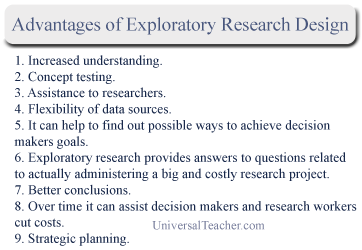 Advantages of Exploratory Research Design
1. Increased understanding.
2. Concept testing.
3. Assistance to researchers.
4. Flexibility of data sources.
5. It can help to find out possible ways to achieve decision
makers goals.
6. Exploratory research provides answers to questions related
to actually administering a big and costly research project.
7. Better conclusions.
8. Over time it can assist decision makers and research workers
cut costs.
UniversalTeacher.com
9. Strategic planning.